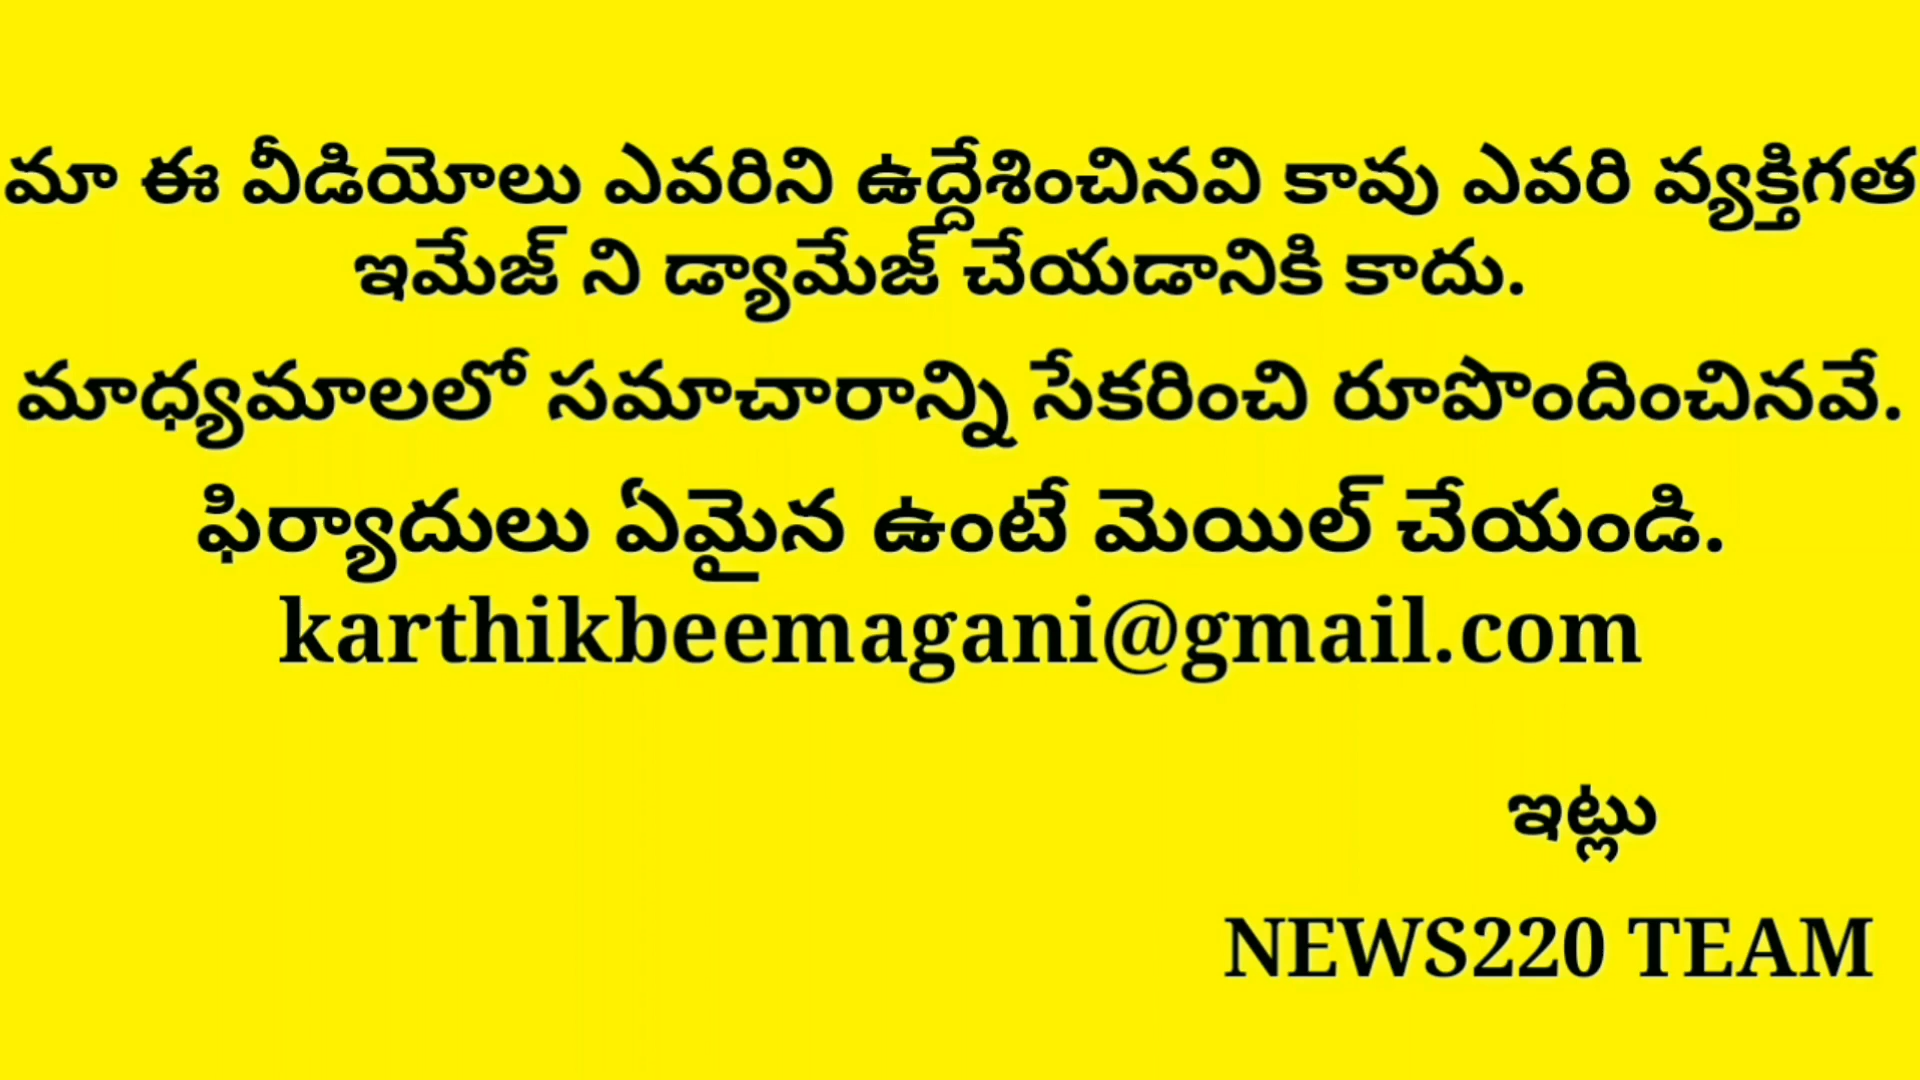 మా ఈ వీడియోలు ఎవరిని ఉద్దేశించినవి కావు ఎవరి వ్యక్తిగత
ఇమేజ్ ని డ్యామేజ్ చేయడానికి కాదు.
మాధ్యమాలలో సమాచారాన్ని సేకరించి రూపొందించినవే.
ఫిర్యాదులు ఏమైన ఉంటే మెయిల్ చేయండి.
karthikbeemagani@gmail.com
ఇట్లు
NEWS220 TEAM